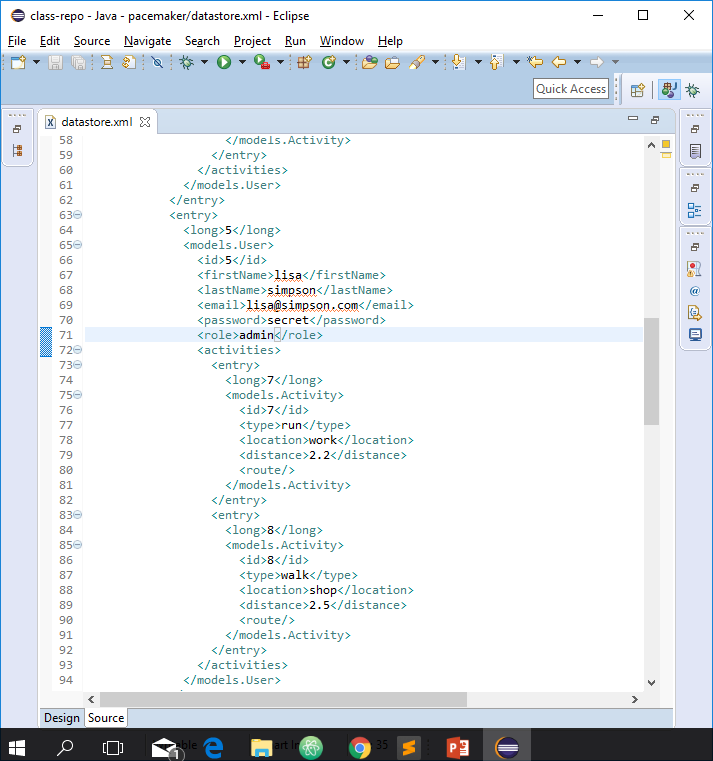 class-repo - Java - pacemaker/datastore.xml - Eclipse
File Edit Source Navigate Search Project Run Window Help
Quick Access
datastore.xml
58 </models.Activity>
59 </entry>
60 </activities>
61 </models.User>
62 </entry>
63 <entry>
64 <long>5</long>
65 <models.User>
66 <id>5</id>
67 <firstName>lisa</firstName>
68 <lastName>simpson</lastName>
69 <email>lisa@simpson.com</email>
70 <password>secret</password>
71 <role>admin</role>
72 <activities>
73 <entry>
74 <long>7</long>
75 <models.Activity>
76 <id>7</id>
77 <type>run</type>
78 <location>work</location>
79 <distance>2.2</distance>
80 <route/>
81 </models.Activity>
82 </entry>
83 <entry>
84 <long>8</long>
85 <models.Activity>
86 <id>8</id>
87 <type>walk</type>
88 <location>shop</location>
89 <distance>2.5</distance>
90 <route/>
91 </models.Activity>
92 </entry>
93 </activities>
94 </models.User>
Design Source
1 35